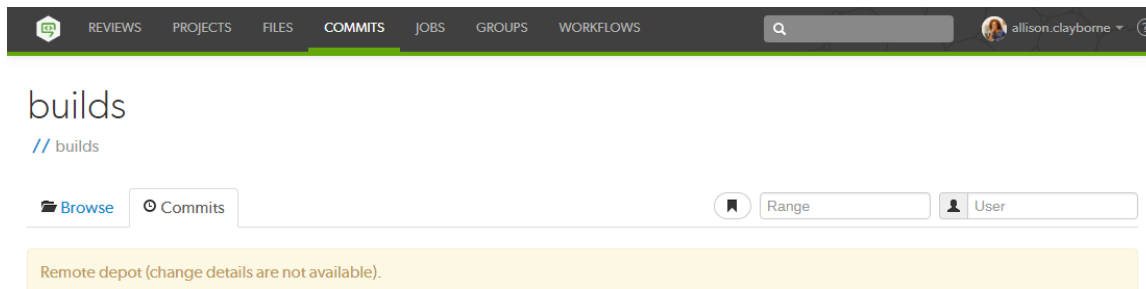 REVIEWS PROJECTS FILES COMMITS JOBS GROUPS WORKFLOWS allison.clayborne
builds
// builds
Browse Commits Range User
Remote depot (change details are not available).